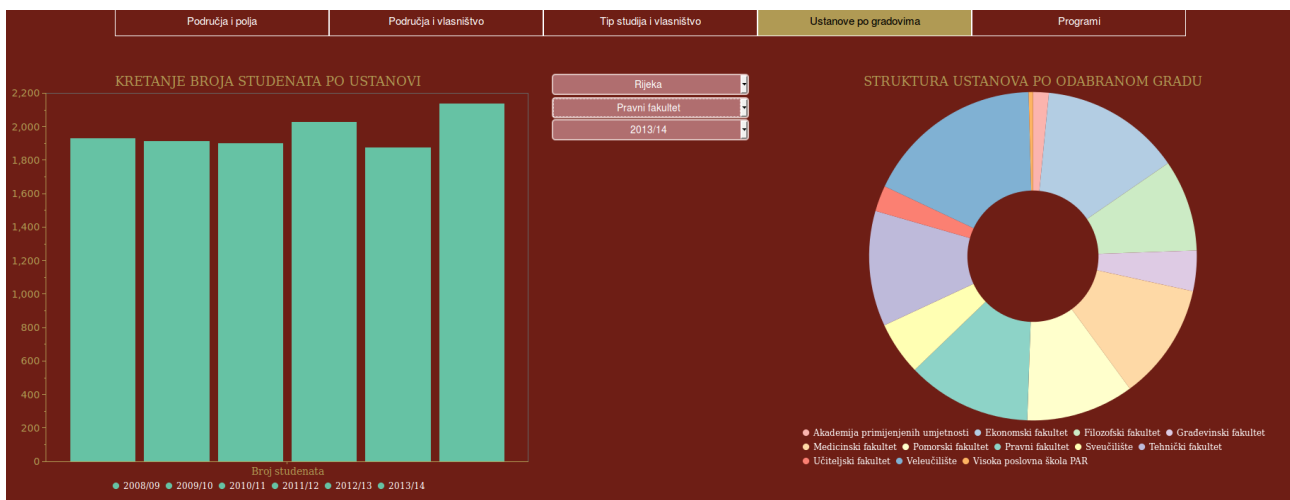 Područja i polja
Područja i vlasništvo
Tip studija i vlasništvo
Ustanove po gradovima
Programi
KRETANJE BROJA STUDENATA PO USTANOVI
2,200
2,000
1,800
1,600
1,400
1,200
1,000
800
600
400
200
0
Broj studenata
2008/09 2009/10 2010/11 2011/12 2012/13 2013/14
Rijeka
Pravni fakultet
2013/14
STRUKTURA USTANOVA PO ODABRANOM GRADU
Akademija primijenjenih umjetnosti Ekonomski fakultet Filozofski fakultet Građevinski fakultet
Medicinski fakultet Pomorski fakultet Pravni fakultet Sveučilište Tehnički fakultet
Učiteljski fakultet Veleučilište Visoka poslovna škola PAR